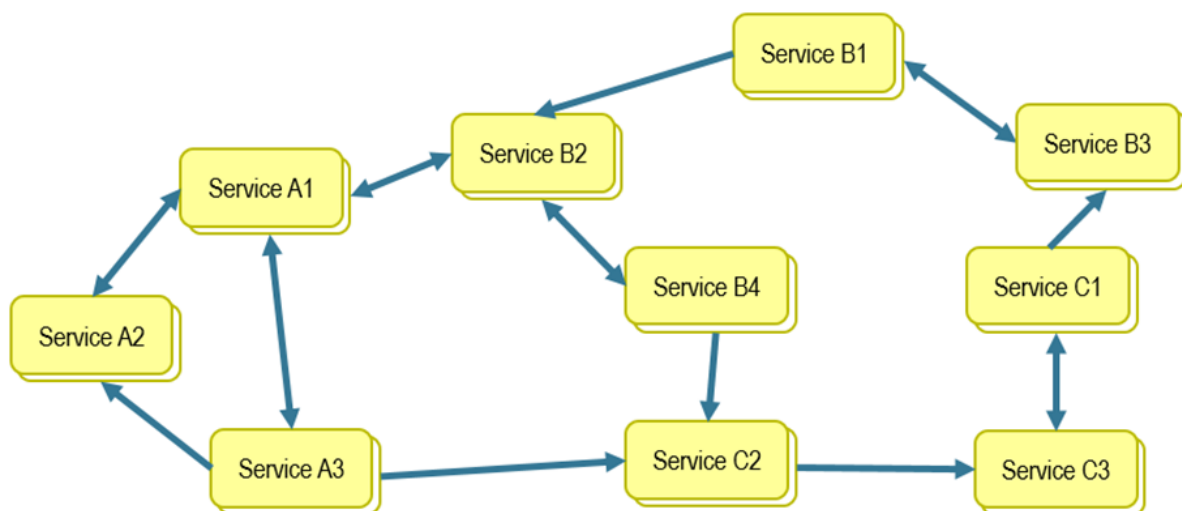 Service B1
Service B3
Service B2
Service A1
Service B4
Service C1
Service A2
Service A3
Service C2
Service C3